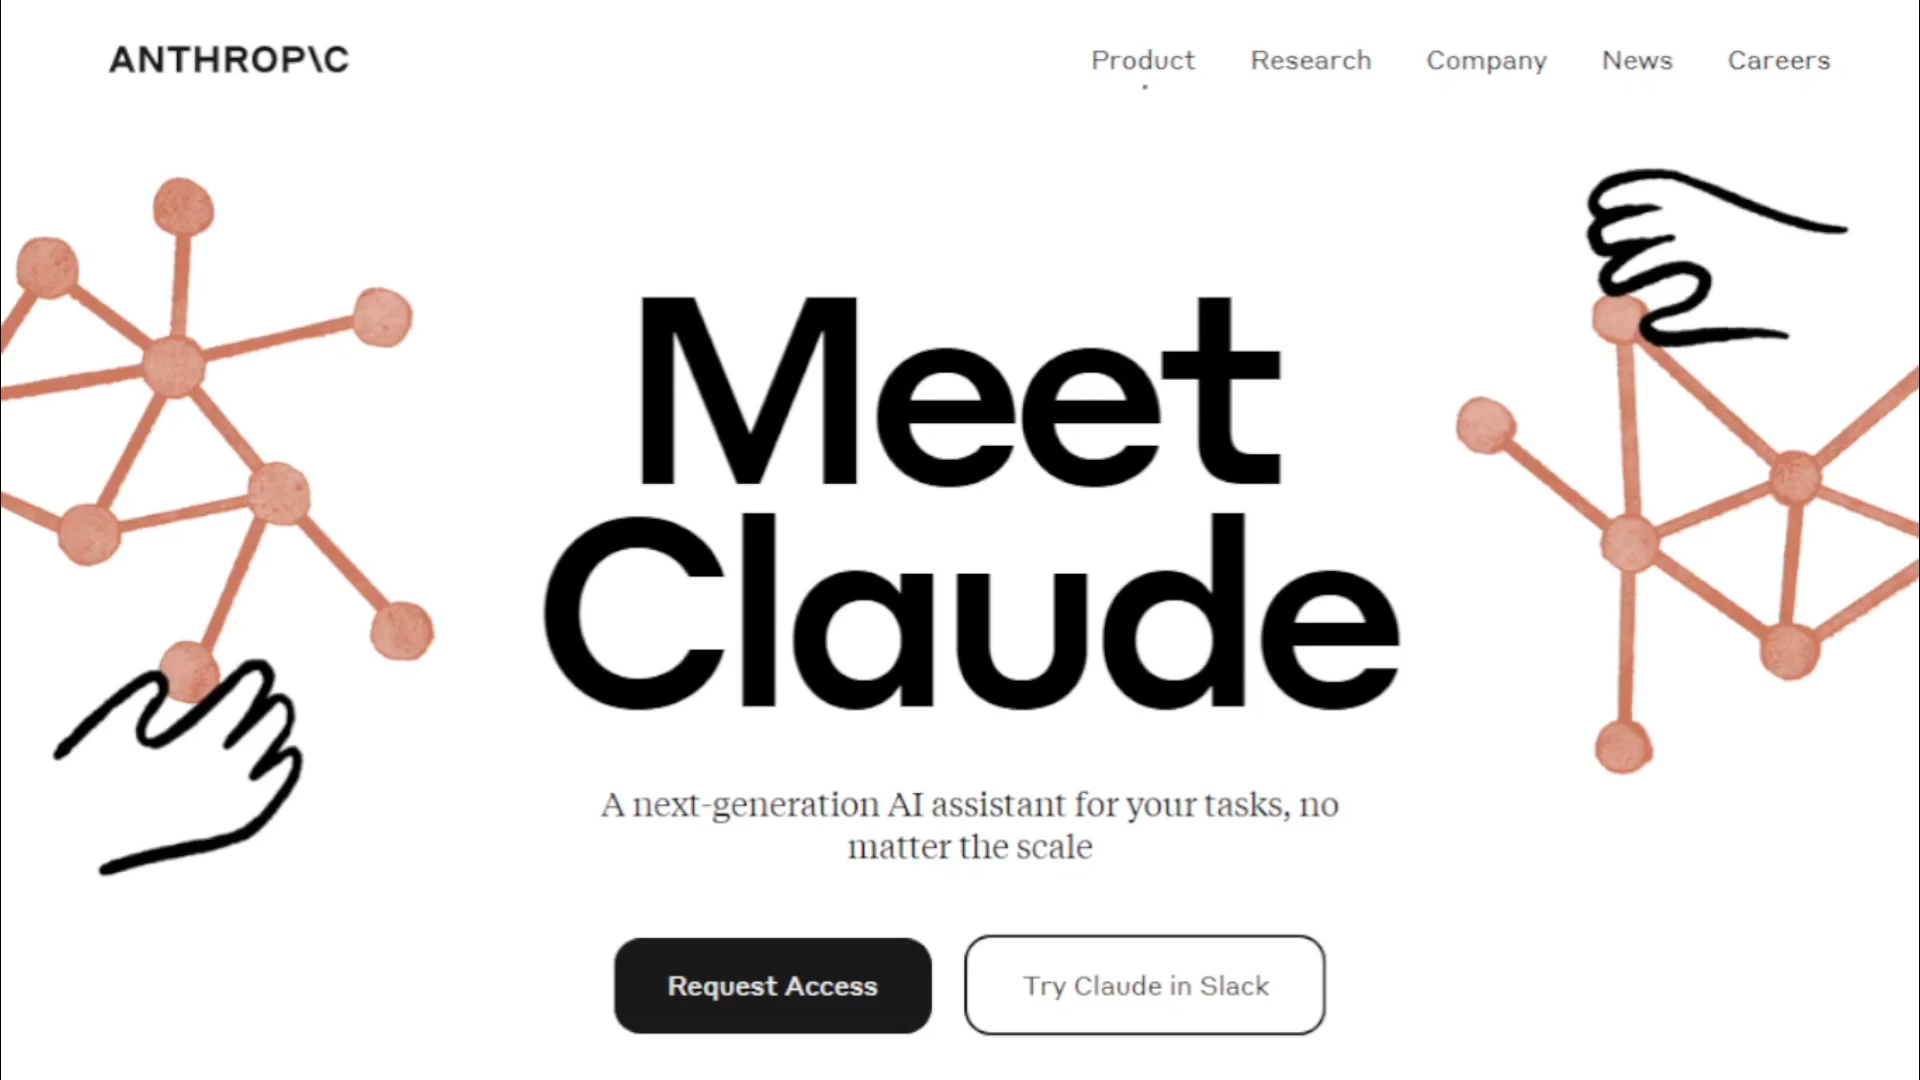 ANTHROP\C
Product Research Company News Careers
Meet
Claude
A next-generation AI assistant for your tasks, no
matter the scale
Request Access Try Claude in Slack